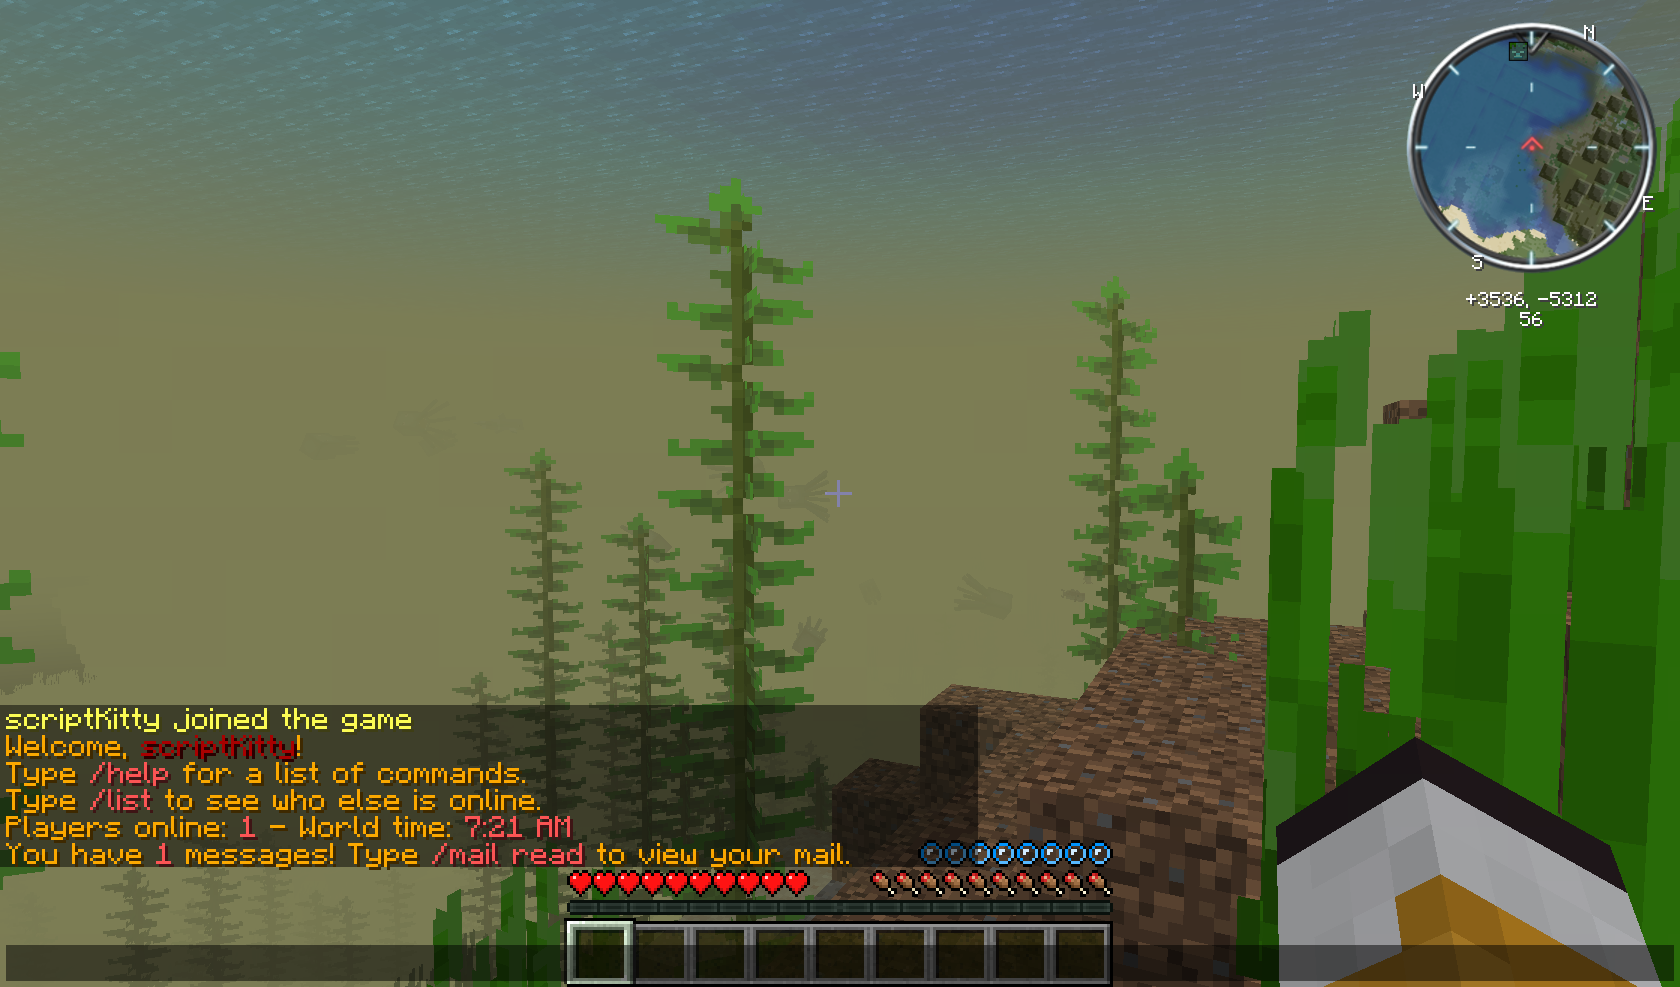 N
W
E
S
+3536, -5312
56
scriptKitty joined the game
Welcome, scriptKitty!
Type /help for a list of commands.
Type /list to see who else is online.
Players online: 1 - World time: 7:21 AM
You have 1 messages! Type /mail read to view your mail.